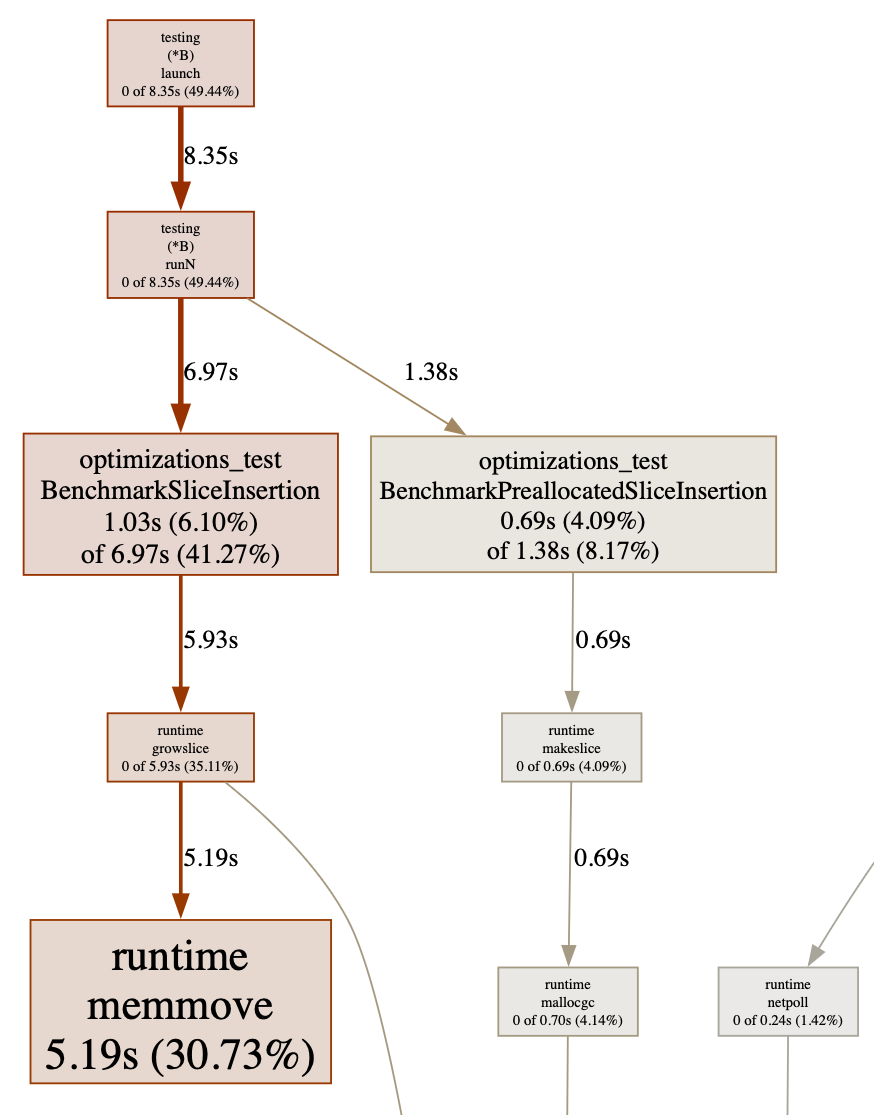 testing
(*B)
launch
0 of 8.35s (49.44%)
8.35s
testing
(*B)
runN
0 of 8.35s (49.44%)
6.97s
1.38s
optimizations_test
BenchmarkSliceInsertion
1.03s (6.10%)
of 6.97s (41.27%)
optimizations_test
BenchmarkPreallocatedSliceInsertion
0.69s (4.09%)
of 1.38s (8.17%)
5.93s
0.69s
runtime
growslice
0 of 5.93s (35.11%)
runtime
makeslice
0 of 0.69s (4.09%)
5.19s
0.69s
runtime
memmove
5.19s (30.73%)
runtime
mallocgc
0 of 0.70s (4.14%)
runtime
netpoll
0 of 0.24s (1.42%)